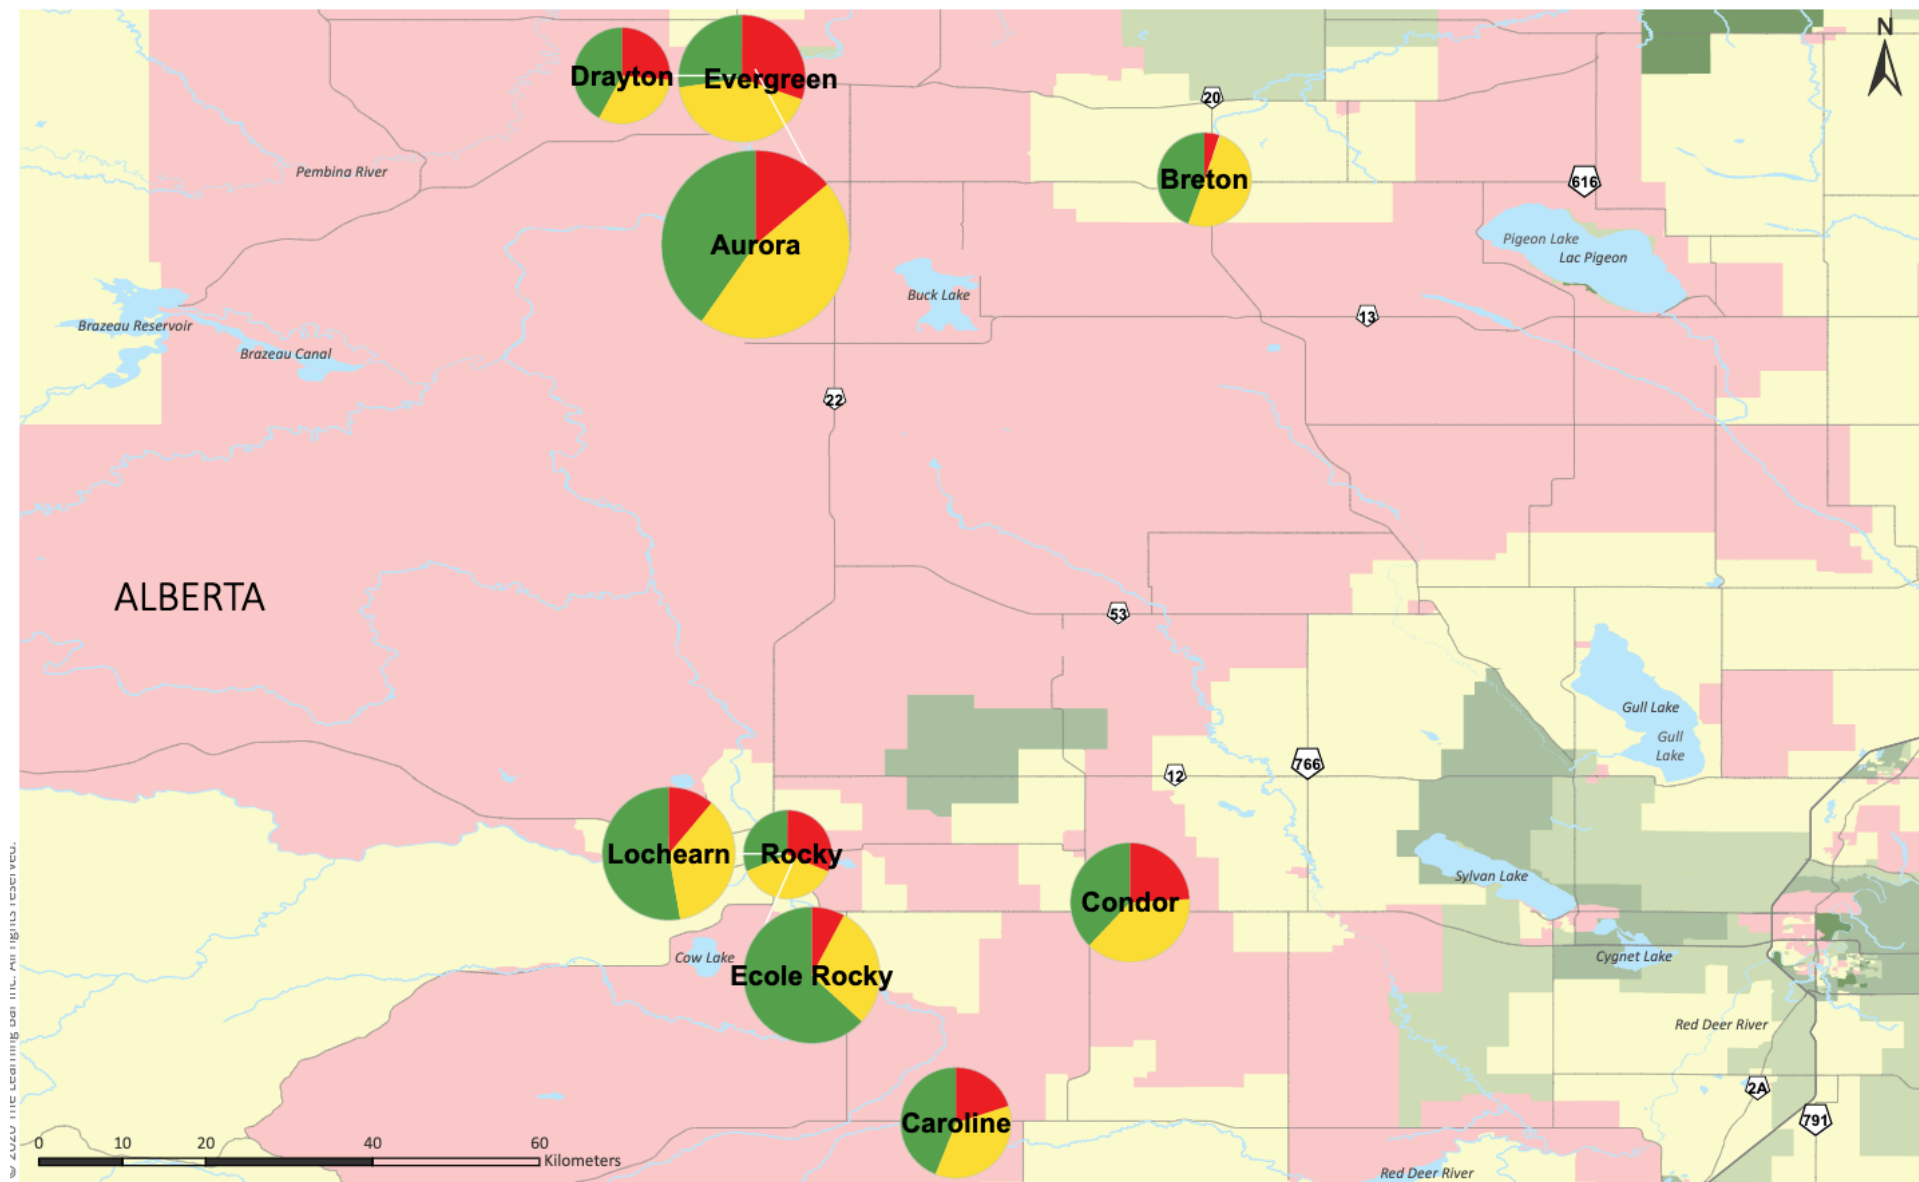 N
Drayton
Evergreen
20
Pembina River
Breton
616
Aurora
Pigeon Lake
Lac Pigeon
Buck Lake
Brazeau Reservoir
13
Brazeau Canal
22
ALBERTA
53
Gull Lake
Gull
Lake
766
12
Lochearn
Rocky
Sylvan Lake
Condor
Cow Lake
Cygnet Lake
Ecole Rocky
Red Deer River
2A
Caroline
791
0 10 20 40 60
Kilometers
Red Deer River